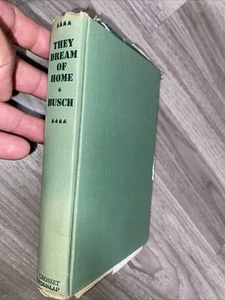 THEY
DREAM
OF
HOME
BUSCH
GROSSET
& DUNLAP